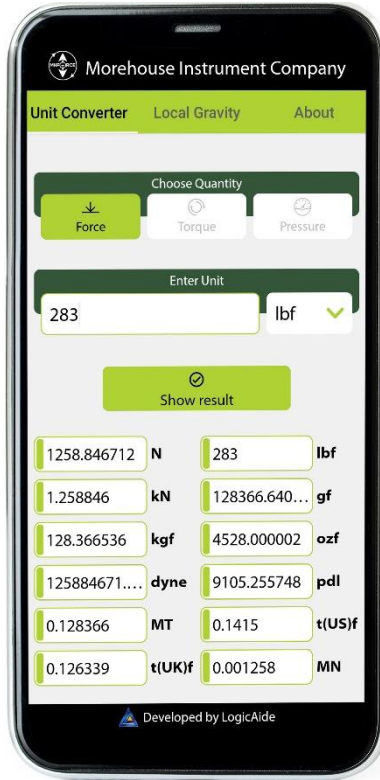 Morehouse Instrument Company
Unit Converter Local Gravity About
Choose Quantity
Force Torque Pressure
Enter Unit
283 lbf
Show result
1258.846712 N 283 lbf
1.258846 kN 128366.640... gf
128.366536 kgf 4528.000002 ozf
125884671.... dyne 9105.255748 pdl
0.128366 MT 0.1415 t(US)f
0.126339 t(UK)f 0.001258 MN
Developed by LogicAide